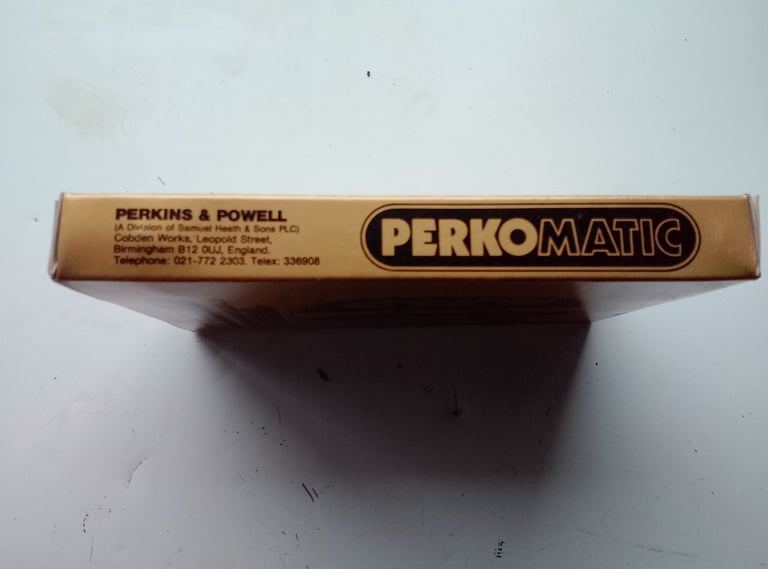 PERKINS & POWELL
(A Division of Samuel Heath & Sons PLC)
Cobden Works, Leopold Street,
Birmingham B12 0UJ, England.
Telephone: 021-772 2303. Telex: 336908
PERKOMATIC